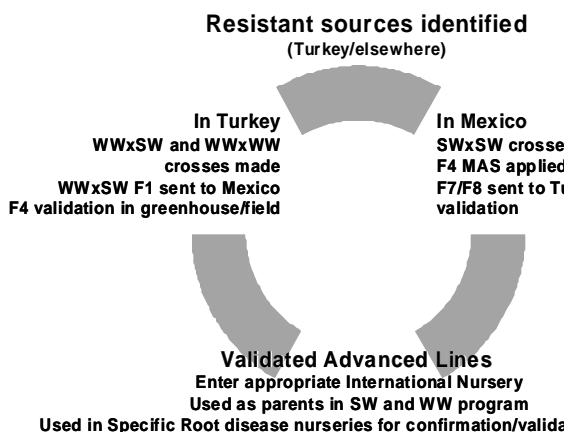 Resistant sources identified
(Turkey/elsewhere)
In Turkey
WWxSW and WWxWW
crosses made
WWxSW F1 sent to Mexico
F4 validation in greenhouse/field
In Mexico
SWxSW crosse
F4 MAS applied
F7/F8 sent to Tu
validation
Validated Advanced Lines
Enter appropriate International Nursery
Used as parents in SW and WW program
Used in Specific Root disease nurseries for confirmation/valida